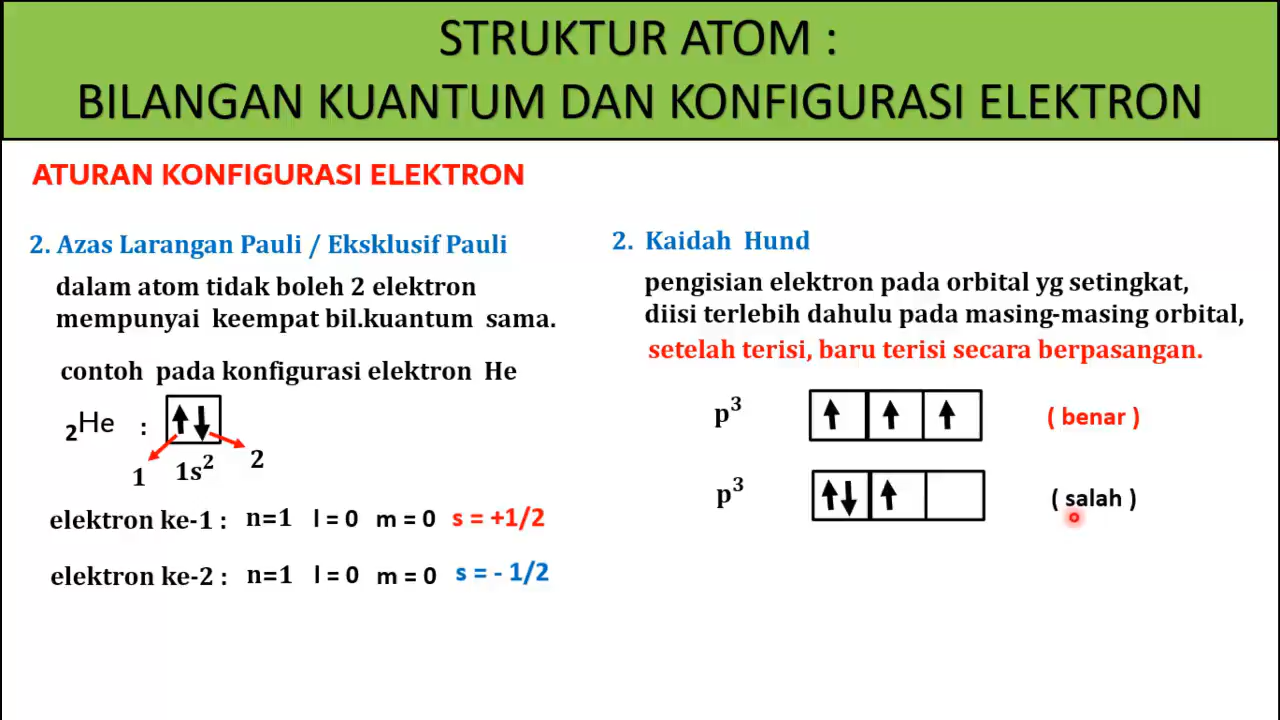 STRUKTUR ATOM :
BILANGAN KUANTUM DAN KONFIGURASI ELEKTRON
ATURAN KONFIGURASI ELEKTRON
2. Azas Larangan Pauli / Eksklusif Pauli
dalam atom tidak boleh 2 elektron
mempunyai keempat bil.kuantum sama.
contoh pada konfigurasi elektron He
₂He :
1 1s² 2
elektron ke-1 : n=1 l = 0 m = 0 s = +1/2
elektron ke-2 : n=1 l = 0 m = 0 s = - 1/2
2. Kaidah Hund
pengisian elektron pada orbital yg setingkat,
diisi terlebih dahulu pada masing-masing orbital,
setelah terisi, baru terisi secara berpasangan.
p³ ( benar )
p³ ( salah )